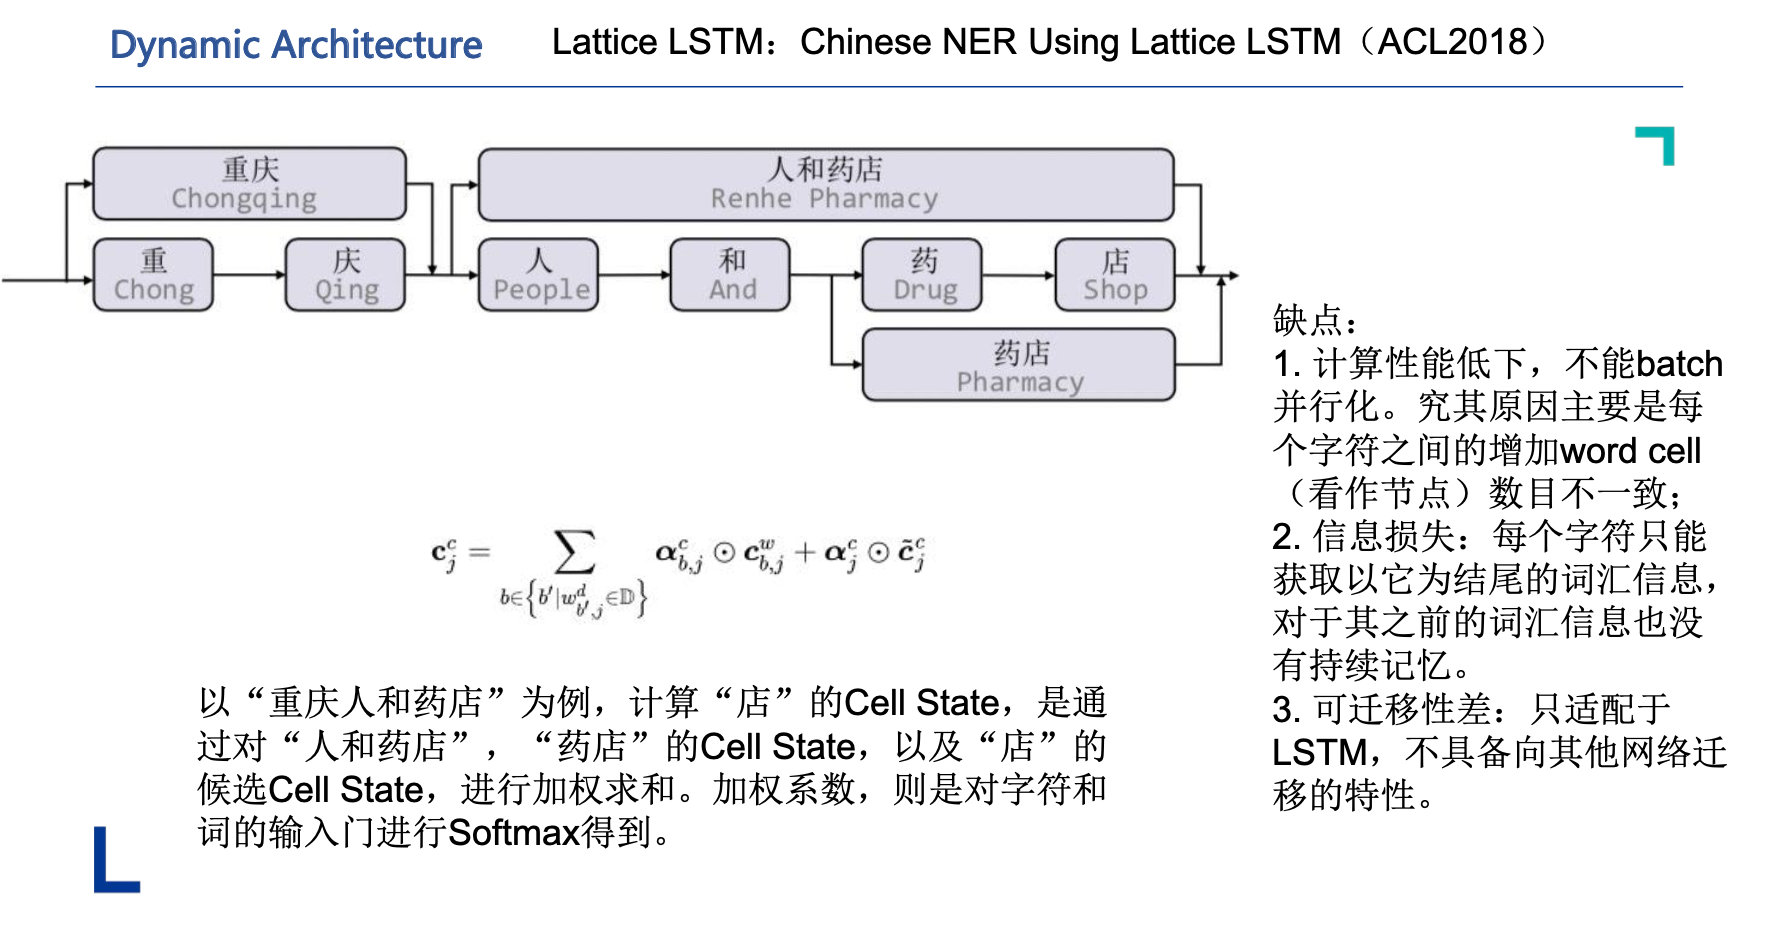 Dynamic Architecture
Lattice LSTM：Chinese NER Using Lattice LSTM（ACL2018）
重庆
Chongqing
人和药店
Renhe Pharmacy
重
Chong
庆
Qing
人
People
和
And
药
Drug
店
Shop
药店
Pharmacy
缺点：
1. 计算性能低下，不能batch
并行化。究其原因主要是每
个字符之间的增加word cell
（看作节点）数目不一致；
2. 信息损失：每个字符只能
获取以它为结尾的词汇信息，
对于其之前的词汇信息也没
有持续记忆。
3. 可迁移性差：只适配于
LSTM，不具备向其他网络迁
移的特性。
$\mathbf{c}_j^c = \sum_{b \in \{b' | w_{b',j}^d \in \mathbb{D}\}} \boldsymbol{\alpha}_{b,j}^c \odot \boldsymbol{c}_{b,j}^w + \boldsymbol{\alpha}_j^c \odot \tilde{\boldsymbol{c}}_j^c$
以“重庆人和药店”为例，计算“店”的Cell State，是通
过对“人和药店”，“药店”的Cell State，以及“店”的
候选Cell State，进行加权求和。加权系数，则是对字符和
词的输入门进行Softmax得到。